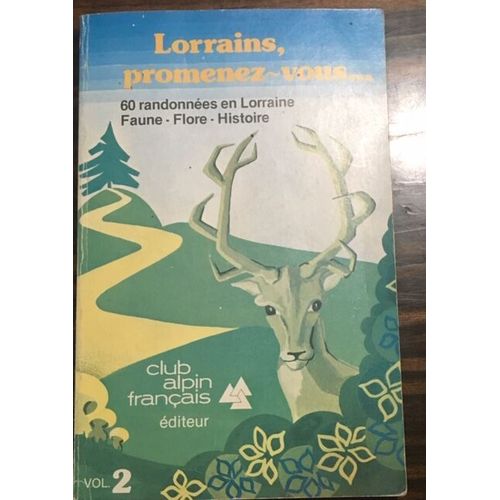 Lorrains,
promenez~vous...
60 randonnées en Lorraine
Faune - Flore - Histoire
club
alpin
français
éditeur
VOL. 2